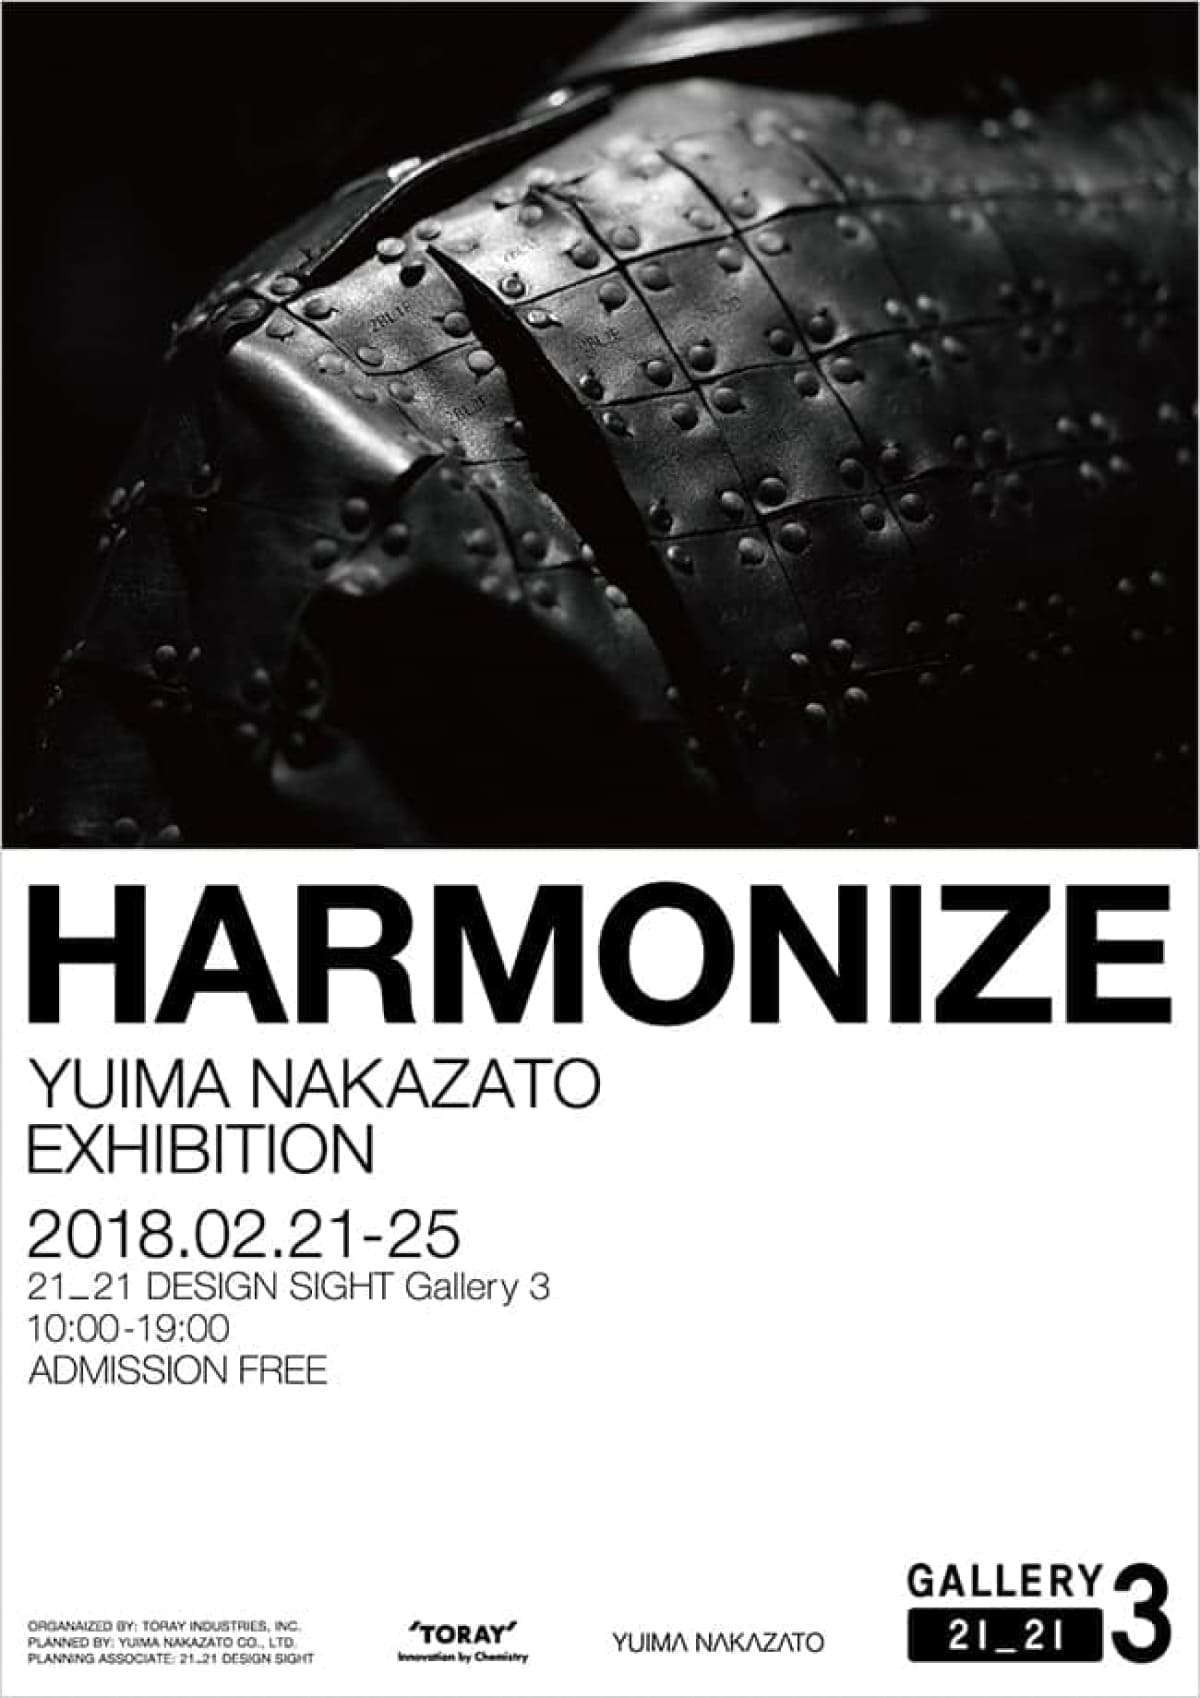 2BL1F
HARMONIZE
YUIMA NAKAZATO
EXHIBITION
2018.02.21-25
21_21 DESIGN SIGHT Gallery 3
10:00-19:00
ADMISSION FREE
ORGANAIZED BY: TORAY INDUSTRIES, INC.
PLANNED BY: YUIMA NAKAZATO CO., LTD.
PLANNING ASSOCIATE: 21_21 DESIGN SIGHT
'TORAY'
Innovation by Chemistry
YUIMA NAKAZATO
GALLERY 3
21_21